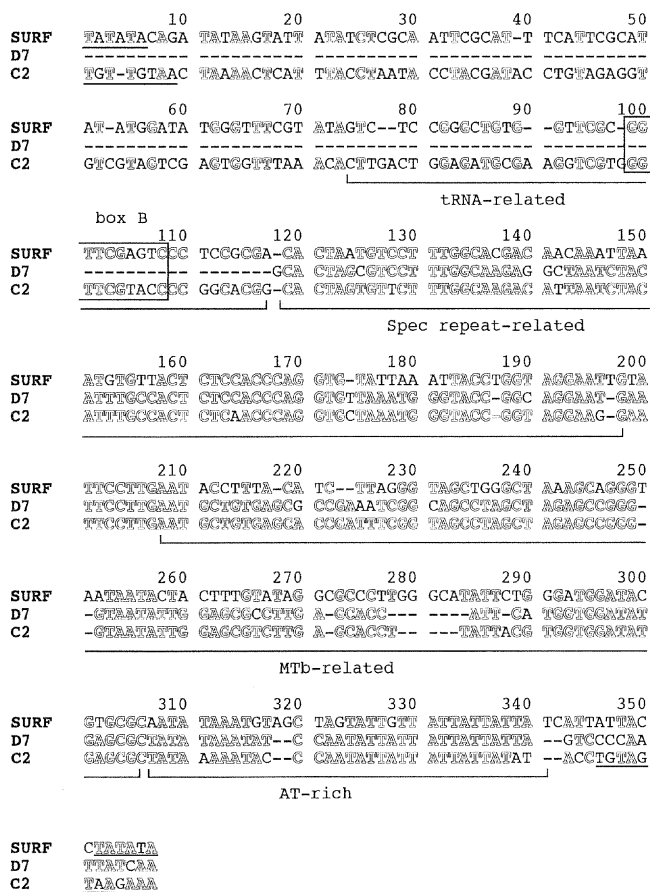 10 20 30 40 50
SURF TATATACAGA TATAAGTATT ATATCTCGCA ATTCGCAT-T TCATTCGCAT
D7 ---------- ---------- ---------- ---------- ----------
C2 TGT-TGTAAC TAAAACTCAT TTACCTAATA CCTACGATAC CTGTAGAGGT
60 70 80 90 100
SURF AT-ATGGATA TGGGTTTCGT ATAGTC--TC CGGGCTGTG- -GTTCGC-GG
D7 ---------- ---------- ---------- ---------- ----------
C2 GTCGTAGTCG AGTGGTTTAA ACACTTGACT GGAGATGCGA AGGTCGTGGG
tRNA-related
box B
110 120 130 140 150
SURF TTCGAGTCCC TCCGCGA-CA CACTAATGTCCT TTGGCACGAC AACAAATTAA
D7 ---------- -------GCA CTAGCGTCCT TTGGCAAGAG GCTAATCTAC
C2 TTCGTACCCC GGCACGG-CA CTAGTGTTCT TTGGCAAGAC ATTAATCTAC
Spec repeat-related
160 170 180 190 200
SURF ATGTGTTACT CTCCACCCAG GGTG-TATTAA ATTACCTGGT AGGAATTGTA
D7 ATTTGCCACT CTCCACCCAG GTGTTAAATG GGTACC-GGC AGGAAT-GAA
C2 ATTTGCCACT CTCAACCCAG GTGCTAAATG GGTACC-GGT AGGAAG-GAA
210 220 230 240 250
SURF TTCCTTGAAT ACCTTTA-CA TC--TTAGGG TAGCTGGGCT AAAGCAGGGT
D7 TTCCTTGAAT GCTGTGAGCG CCGAAATCGG CAGCCTAGCT AGAGCCGGG-
C2 TTCCTTGAAT GCTGTGAGCA CCCATTTCGG TAGCCTAGCT AGAGCCGGG-
260 270 280 290 300
SURF AATAATACTA CTTTGTATAG GCGCCCTTGG GCATATTCTG GGATGGATAC
D7 -GTAATATTG GAGCGCCTTG A-GCACC--- ----ATT-CA TGGTGGATAT
C2 -GTAATATTG GAGCGTCTTG A-GCACCT-- --TATTACG TGGTGGATAT
MTb-related
310 320 330 340 350
SURF GTGCGCAATA TAAATGTAGC TAGTATTGTT ATTATTATTA TCATTATTAC
D7 GAGCGCTATA TAAATAT--C CAATATTATT ATTATTATTA -GTCCCCAA
C2 GAGCGCTATA AAAATAC--C CAATATTATT ATTATTATAT -ACCTGTAG
AT-rich
SURF CTATATA
D7 TTATCAA
C2 TAAGAAA